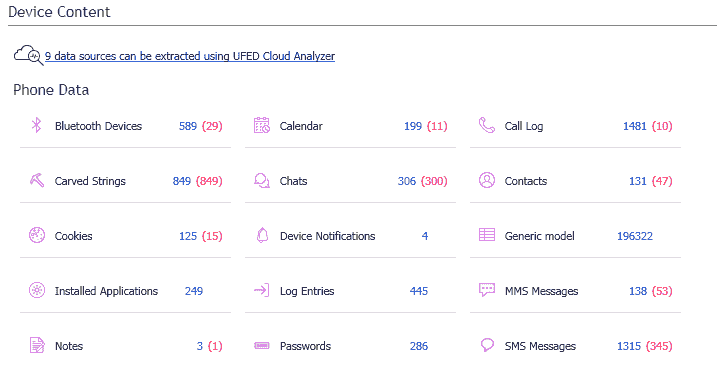 Device Content
9 data sources can be extracted using UFED Cloud Analyzer
Phone Data
Bluetooth Devices 589 (29) Calendar 199 (11) Call Log 1481 (10)
Carved Strings 849 (849) Chats 306 (300) Contacts 131 (47)
Cookies 125 (15) Device Notifications 4 Generic model 196322
Installed Applications 249 Log Entries 445 MMS Messages 138 (53)
Notes 3 (1) Passwords 286 SMS Messages 1315 (345)